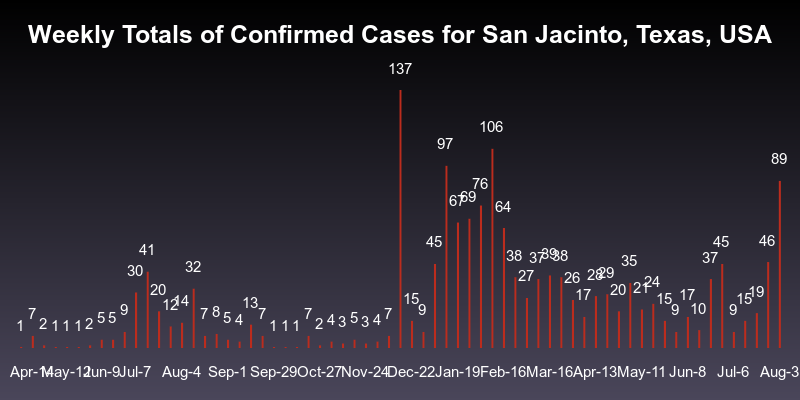 Weekly Totals of Confirmed Cases for San Jacinto, Texas, USA
1 7 2 1 1 1 2 5 5 9 30 41 20 12 14 32 7 8 5 4 13 7 1 1 1 7 2 4 3 5 3 4 7 137 15 9 45 97 67 69 76 106 64 38 27 37 39 38 26 17 28 29 20 35 21 24 15 9 17 10 37 45 9 15 19 46 89
Apr-14 May-12 Jun-9 Jul-7 Aug-4 Sep-1 Sep-29 Oct-27 Nov-24 Dec-22 Jan-19 Feb-16 Mar-16 Apr-13 May-11 Jun-8 Jul-6 Aug-3